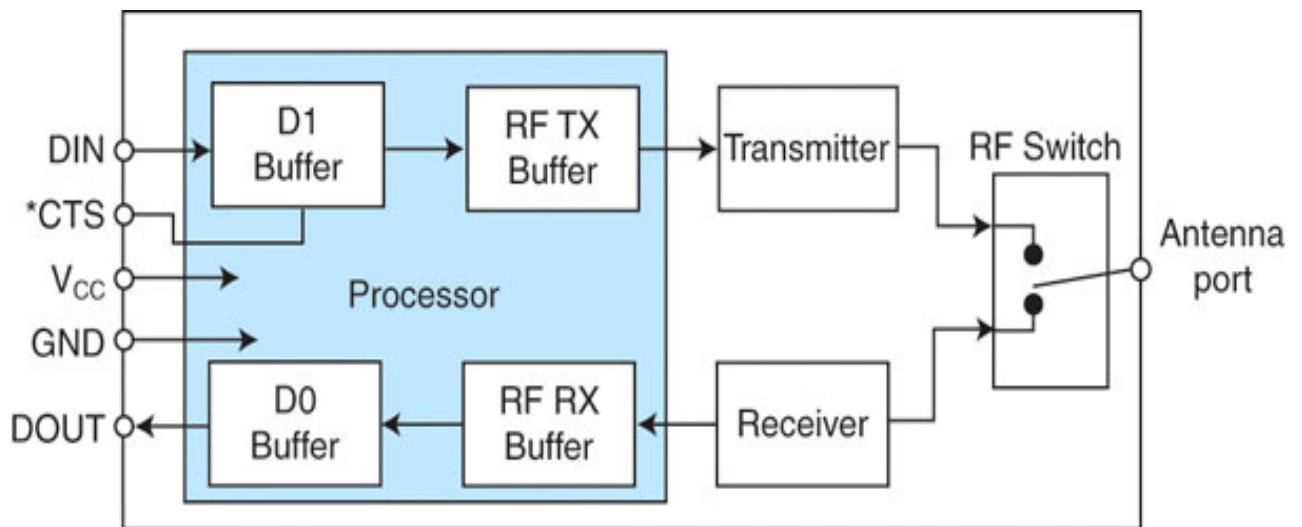 DIN
*CTS
VCC
GND
DOUT
D1
Buffer
RF TX
Buffer
Processor
D0
Buffer
RF RX
Buffer
Transmitter
Receiver
RF Switch
Antenna
port